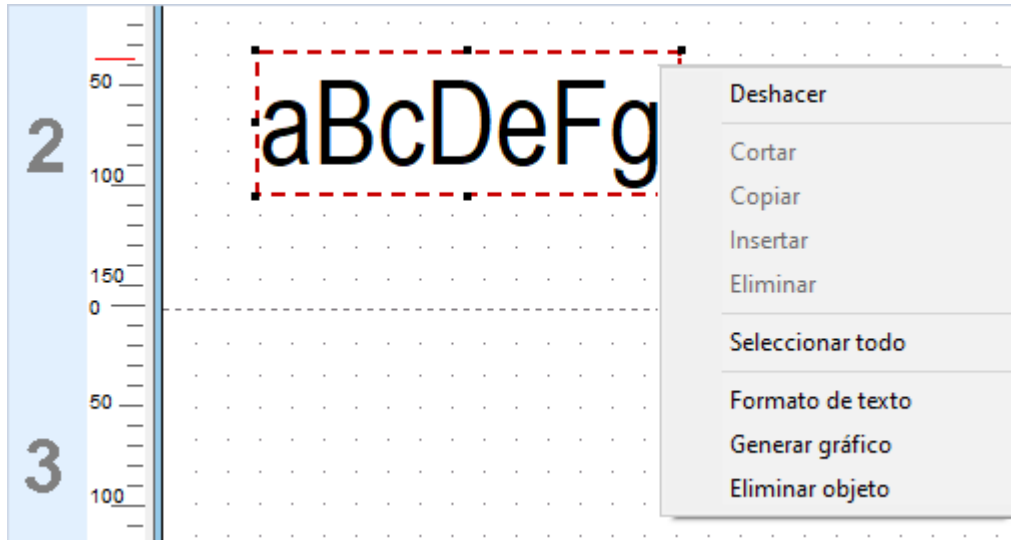 50
2
100
150
0
50
3
100
aBcDeFg
Deshacer
Cortar
Copiar
Insertar
Eliminar
Seleccionar todo
Formato de texto
Generar gráfico
Eliminar objeto